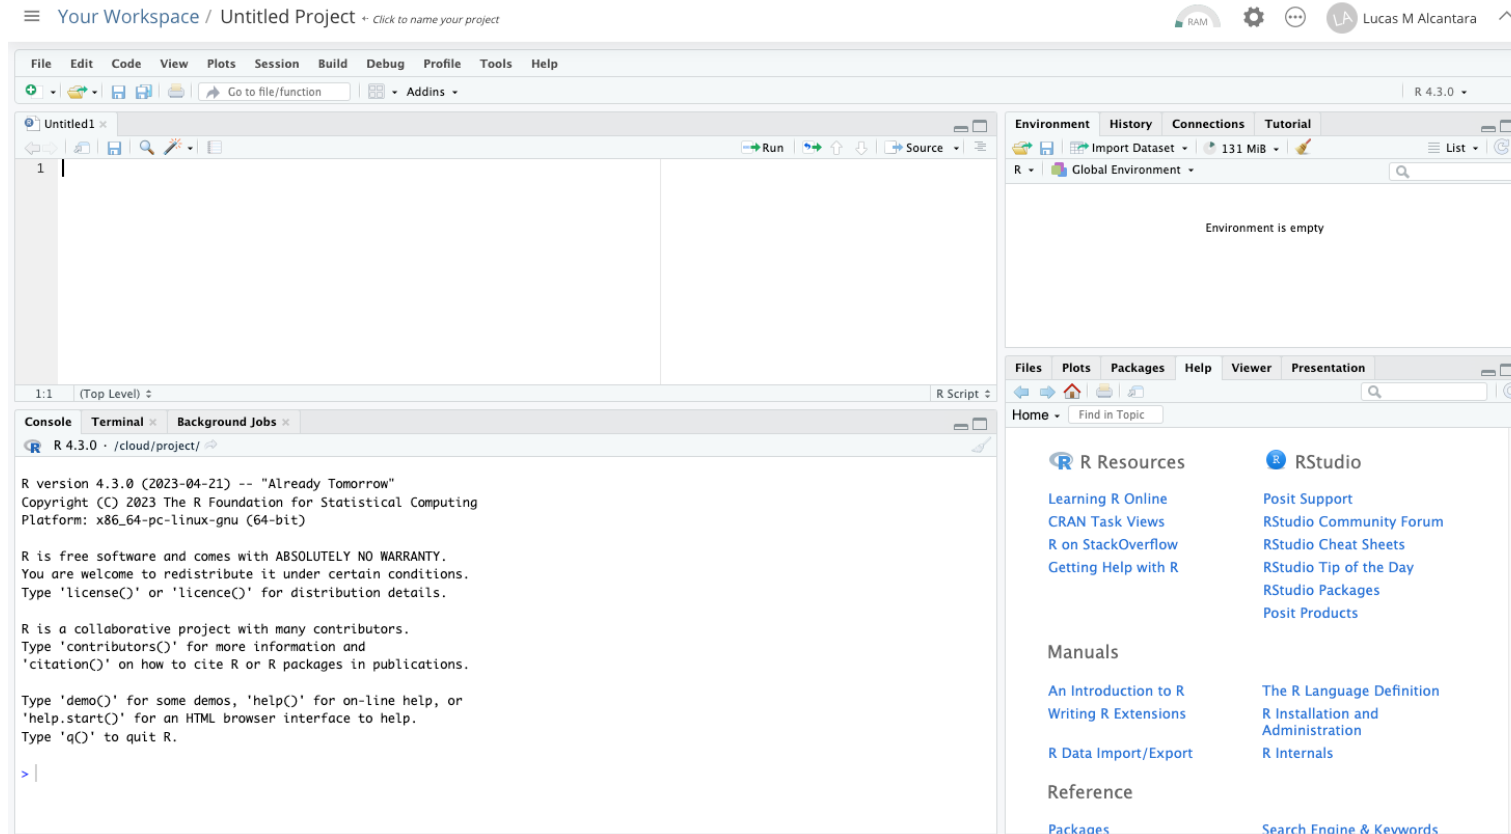 Your Workspace / Untitled Project ← Click to name your project
RAM
LA Lucas M Alcantara
File Edit Code View Plots Session Build Debug Profile Tools Help
Go to file/function Addins R 4.3.0
Untitled1
Run Source
1
1:1 (Top Level) R Script
Console Terminal Background Jobs
R R 4.3.0 · /cloud/project/
R version 4.3.0 (2023-04-21) -- "Already Tomorrow"
Copyright (C) 2023 The R Foundation for Statistical Computing
Platform: x86_64-pc-linux-gnu (64-bit)
R is free software and comes with ABSOLUTELY NO WARRANTY.
You are welcome to redistribute it under certain conditions.
Type 'license()' or 'licence()' for distribution details.
R is a collaborative project with many contributors.
Type 'contributors()' for more information and
'citation()' on how to cite R or R packages in publications.
Type 'demo()' for some demos, 'help()' for on-line help, or
'help.start()' for an HTML browser interface to help.
Type 'q()' to quit R.
>
Environment History Connections Tutorial
Import Dataset 131 MiB List
R Global Environment
Environment is empty
Files Plots Packages Help Viewer Presentation
Home Find in Topic
R R Resources
Learning R Online
CRAN Task Views
R on StackOverflow
Getting Help with R
R RStudio
Posit Support
RStudio Community Forum
RStudio Cheat Sheets
RStudio Tip of the Day
RStudio Packages
Posit Products
Manuals
An Introduction to R
The R Language Definition
Writing R Extensions
R Installation and
Administration
R Data Import/Export
R Internals
Reference
Packages
Search Engine & Keywords